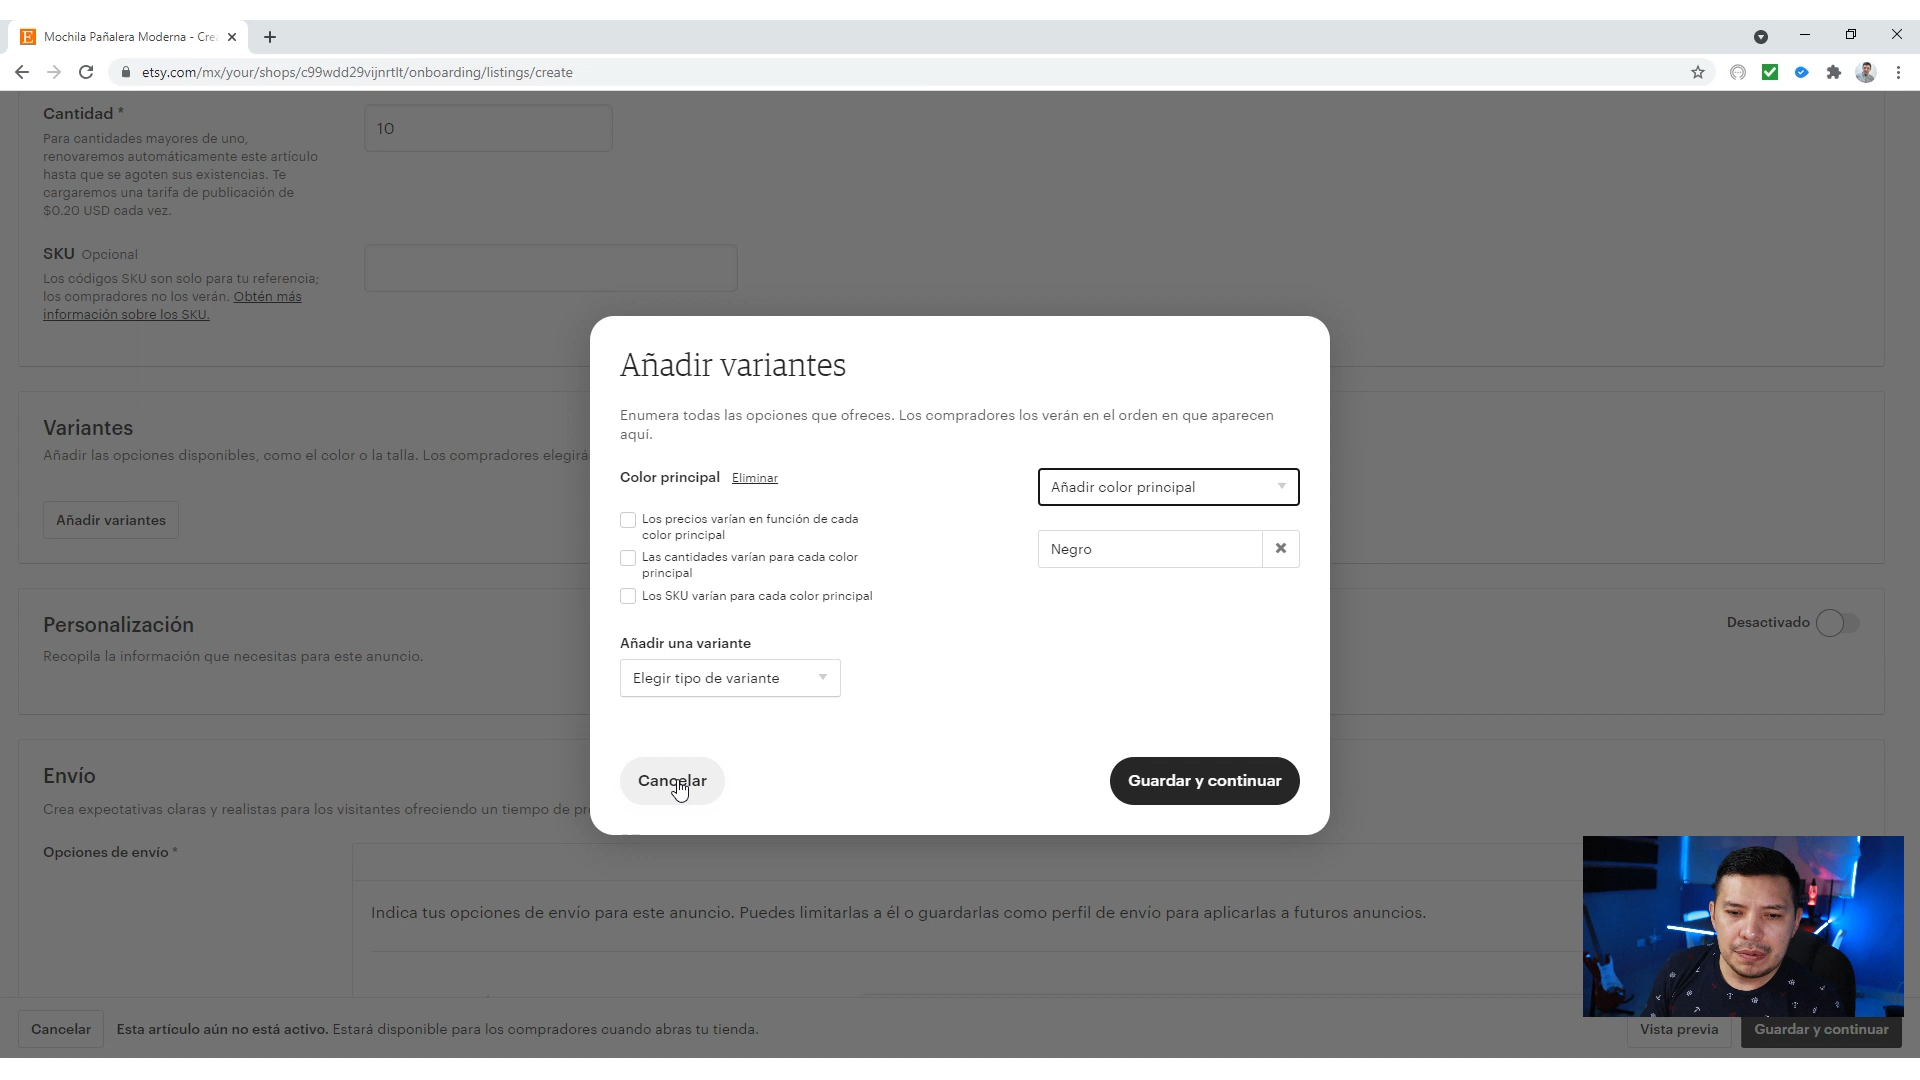 Mochila Pañalera Moderna - Cre
etsy.com/mx/your/shops/c99wdd29vijnrtlt/onboarding/listings/create
Cantidad *
Para cantidades mayores de uno,
renovaremos automáticamente este artículo
hasta que se agoten sus existencias. Te
cargaremos una tarifa de publicación de
$0.20 USD cada vez.
10
SKU Opcional
Los códigos SKU son solo para tu referencia;
los compradores no los verán. Obtén más
información sobre los SKU.
Variantes
Añadir las opciones disponibles, como el color o la talla. Los compradores elegirá
Añadir variantes
Personalización
Recopila la información que necesitas para este anuncio.
Desactivado
Envío
Crea expectativas claras y realistas para los visitantes ofreciendo un tiempo de pr
Opciones de envío *
Indica tus opciones de envío para este anuncio. Puedes limitarlas a él o guardarlas como perfil de envío para aplicarlas a futuros anuncios.
Añadir variantes
Enumera todas las opciones que ofreces. Los compradores los verán en el orden en que aparecen
aquí.
Color principal Eliminar
Añadir color principal
Los precios varían en función de cada
color principal
Las cantidades varían para cada color
principal
Los SKU varían para cada color principal
Negro
Añadir una variante
Elegir tipo de variante
Cancelar
Guardar y continuar
Cancelar
Esta artículo aún no está activo. Estará disponible para los compradores cuando abras tu tienda.
Vista previa
Guardar y continuar